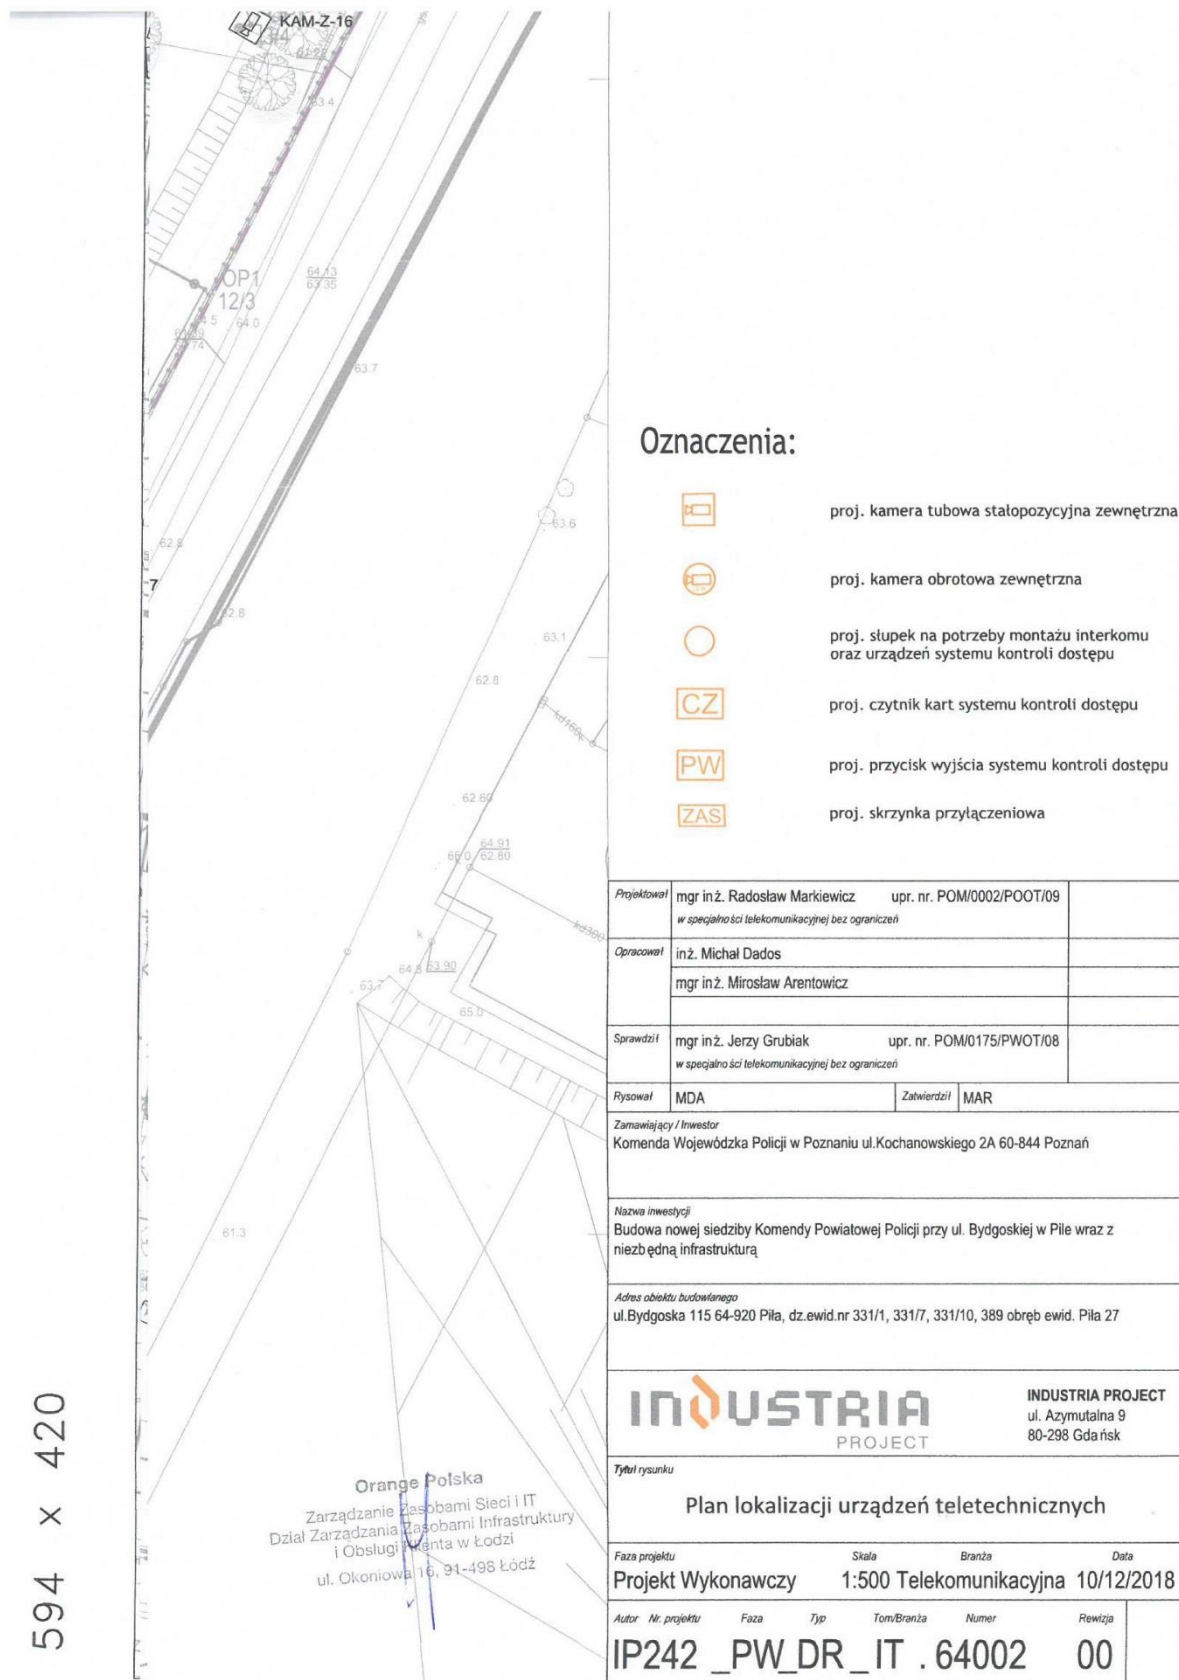 KAM-Z-16
63.4
OP1
12/3
64.13
63.35
64.5
64.0
63.7
63.6
62.8
7
62.8
63.1
62.8
kd160
62.60
64.91
62.80
k
kd300
64.8
63.90
63.7
65.0
61.3
594 x 420
Orange Polska
Zarządzanie Zasobami Sieci i IT
Dział Zarządzania Zasobami Infrastruktury
i Obsługi Klienta w Łodzi
ul. Okoniowa 16, 91-498 Łódź
Oznaczenia:
proj. kamera tubowa stałopozycyjna zewnętrzna
proj. kamera obrotowa zewnętrzna
proj. słupek na potrzeby montażu interkomu
oraz urządzeń systemu kontroli dostępu
CZ proj. czytnik kart systemu kontroli dostępu
PW proj. przycisk wyjścia systemu kontroli dostępu
ZAS proj. skrzynka przyłączeniowa
Projektował mgr inż. Radosław Markiewicz upr. nr. POM/0002/POOT/09
w specjalności telekomunikacyjnej bez ograniczeń
Opracował inż. Michał Dados
mgr inż. Mirosław Arentowicz
Sprawdził mgr inż. Jerzy Grubiak upr. nr. POM/0175/PWOT/08
w specjalności telekomunikacyjnej bez ograniczeń
Rysował MDA Zatwierdził MAR
Zamawiający / Inwestor
Komenda Wojewódzka Policji w Poznaniu ul.Kochanowskiego 2A 60-844 Poznań
Nazwa inwestycji
Budowa nowej siedziby Komendy Powiatowej Policji przy ul. Bydgoskiej w Pile wraz z
niezbędną infrastrukturą
Adres obiektu budowlanego
ul.Bydgoska 115 64-920 Piła, dz.ewid.nr 331/1, 331/7, 331/10, 389 obręb ewid. Piła 27
INDUSTRIA
PROJECT
INDUSTRIA PROJECT
ul. Azymutalna 9
80-298 Gdańsk
Tytuł rysunku
Plan lokalizacji urządzeń teletechnicznych
Faza projektu Skala Branża Data
Projekt Wykonawczy 1:500 Telekomunikacyjna 10/12/2018
Autor Nr. projektu Faza Typ Tom/Branża Numer Rewizja
IP242 _PW_DR_IT . 64002 00